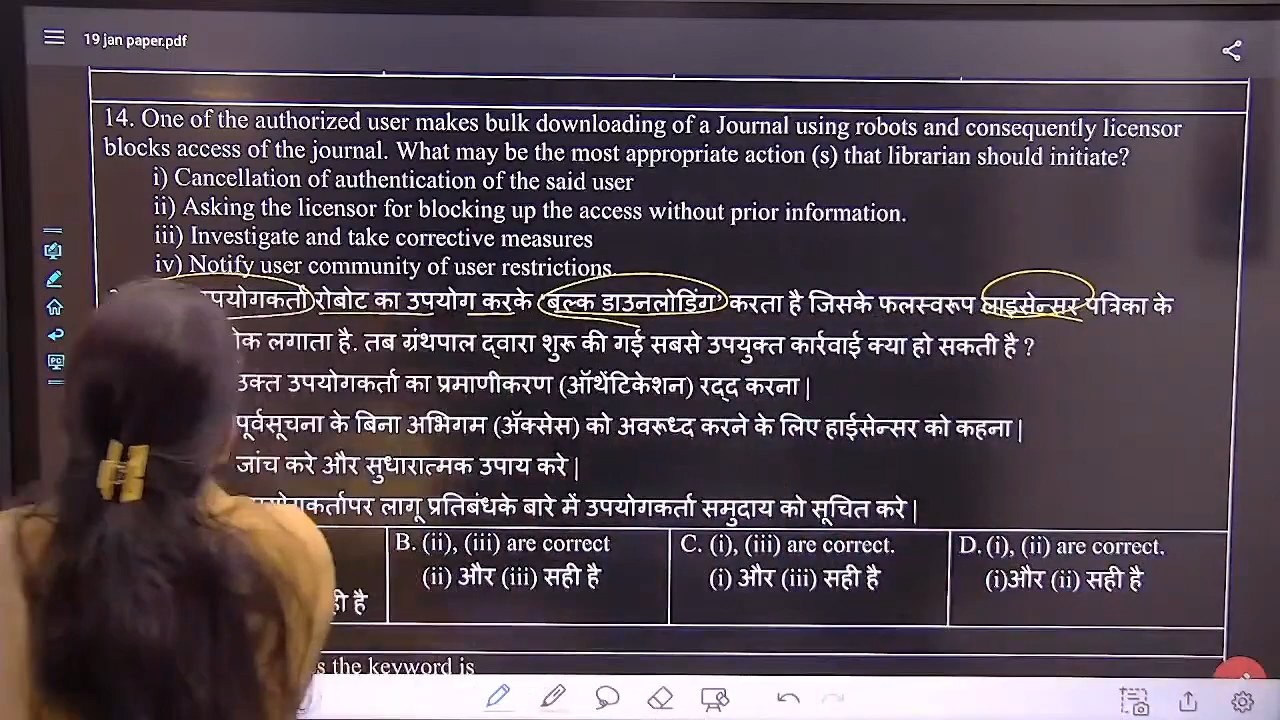 19 jan paper.pdf
14. One of the authorized user makes bulk downloading of a Journal using robots and consequently licensor
blocks access of the journal. What may be the most appropriate action (s) that librarian should initiate?
i) Cancellation of authentication of the said user
ii) Asking the licensor for blocking up the access without prior information.
iii) Investigate and take corrective measures
iv) Notify user community of user restrictions.
रोबोट का उपयोग करके 'बल्क डाउनलोडिंग' करता है जिसके फलस्वरूप लाइसेन्सर पत्रिका के
लगाता है. तब ग्रंथपाल द्वारा शुरू की गई सबसे उपयुक्त कार्रवाई क्या हो सकती है ?
उक्त उपयोगकर्ता का प्रमाणीकरण (ऑथेंटिकेशन) रद्द करना |
पूर्वसूचना के बिना अभिगम (ॲक्सेस) को अवरूध्द करने के लिए हाईसेन्सर को कहना |
जांच करे और सुधारात्मक उपाय करे |
लागू प्रतिबंधके बारे में उपयोगकर्ता समुदाय को सूचित करे |
B. (ii), (iii) are correct
(ii) और (iii) सही है
C. (i), (iii) are correct.
(i) और (iii) सही है
D. (i), (ii) are correct.
(i)और (ii) सही है
है
the keyword is
PC